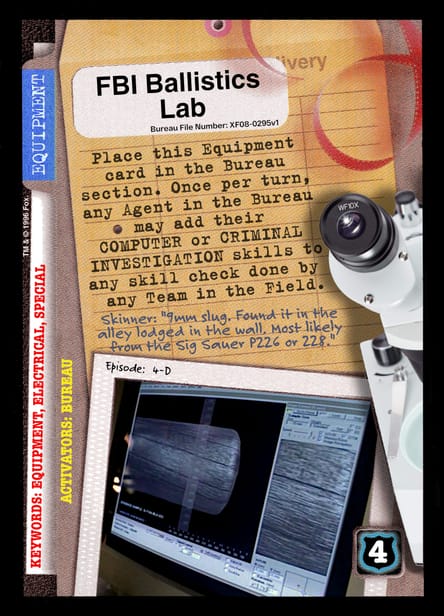 ivery
FBI Ballistics
Lab
Bureau File Number: XF08-0295v1
EQUIPMENT
TM & © 1996 Fox.
Place this Equipment
card in the Bureau
section. Once per turn,
any Agent in the Bureau
may add their
COMPUTER or CRIMINAL
INVESTIGATION skills to
any skill check done by
any Team in the Field.
WF10X
Skinner: "9mm slug. Found it in the
alley lodged in the wall. Most likely
from the Sig Sauer P226 or 228."
KEYWORDS: EQUIPMENT, ELECTRICAL, SPECIAL
ACTIVATORS: BUREAU
Episode: 4-D
4